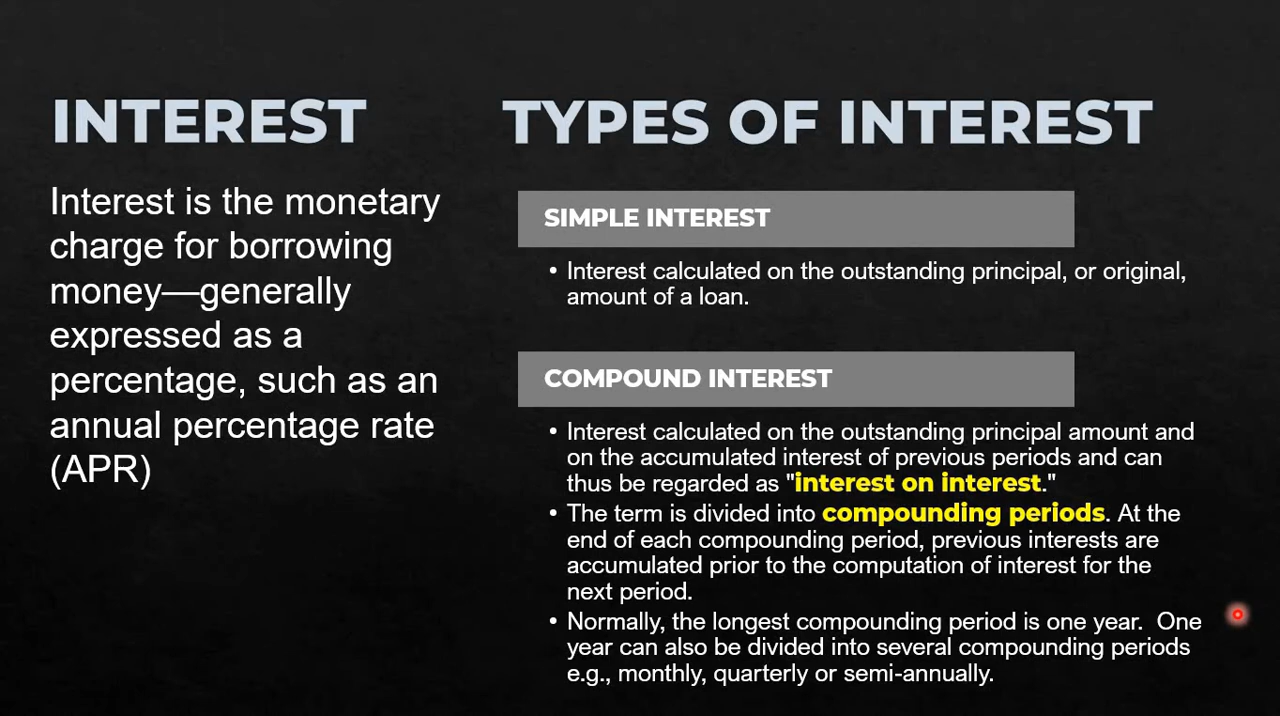 INTEREST
Interest is the monetary
charge for borrowing
money—generally
expressed as a
percentage, such as an
annual percentage rate
(APR)
TYPES OF INTEREST
SIMPLE INTEREST
• Interest calculated on the outstanding principal, or original,
amount of a loan.
COMPOUND INTEREST
• Interest calculated on the outstanding principal amount and
on the accumulated interest of previous periods and can
thus be regarded as "interest on interest."
• The term is divided into compounding periods. At the
end of each compounding period, previous interests are
accumulated prior to the computation of interest for the
next period.
• Normally, the longest compounding period is one year.  One
year can also be divided into several compounding periods
e.g., monthly, quarterly or semi-annually.